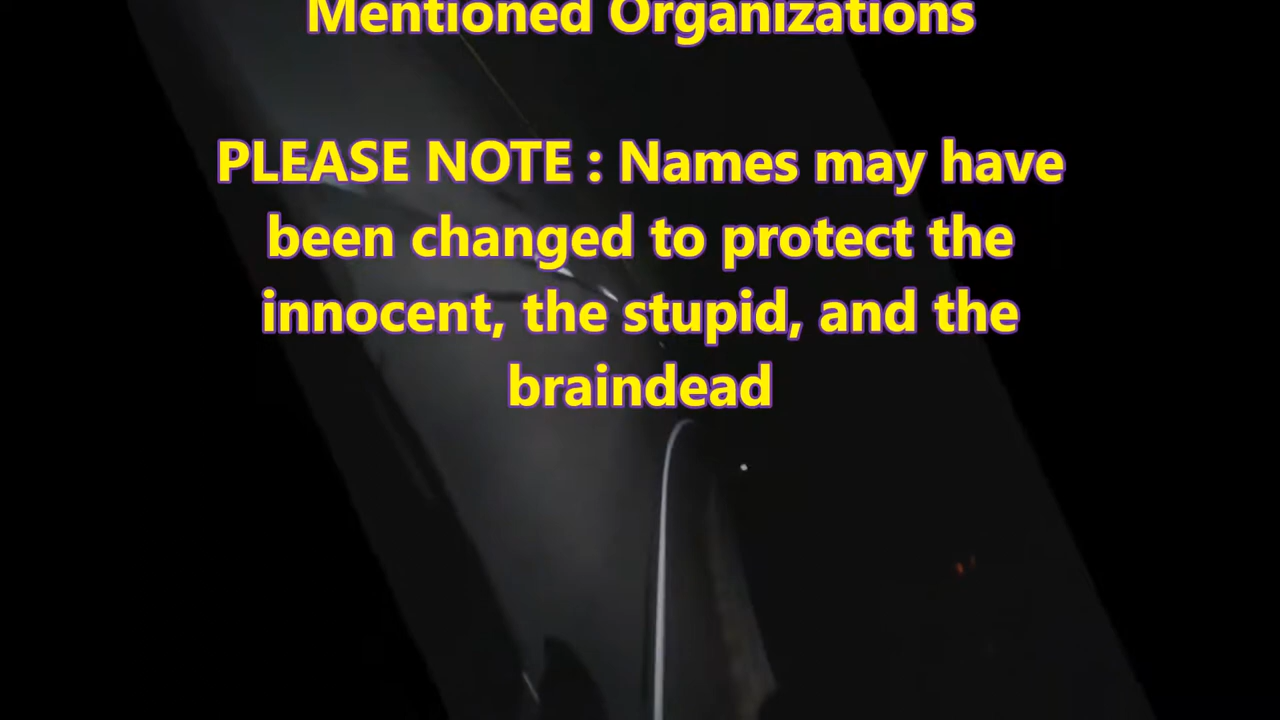 Mentioned Organizations
PLEASE NOTE : Names may have
been changed to protect the
innocent, the stupid, and the
braindead